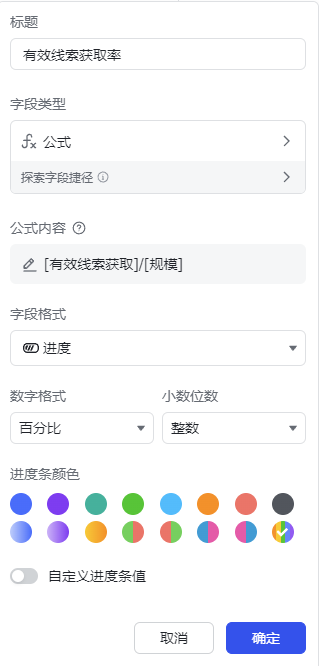 标题
有效线索获取率
字段类型
公式
探索字段捷径
公式内容
[有效线索获取]/[规模]
字段格式
进度
数字格式 小数位数
百分比 整数
进度条颜色
自定义进度条值
取消 确定